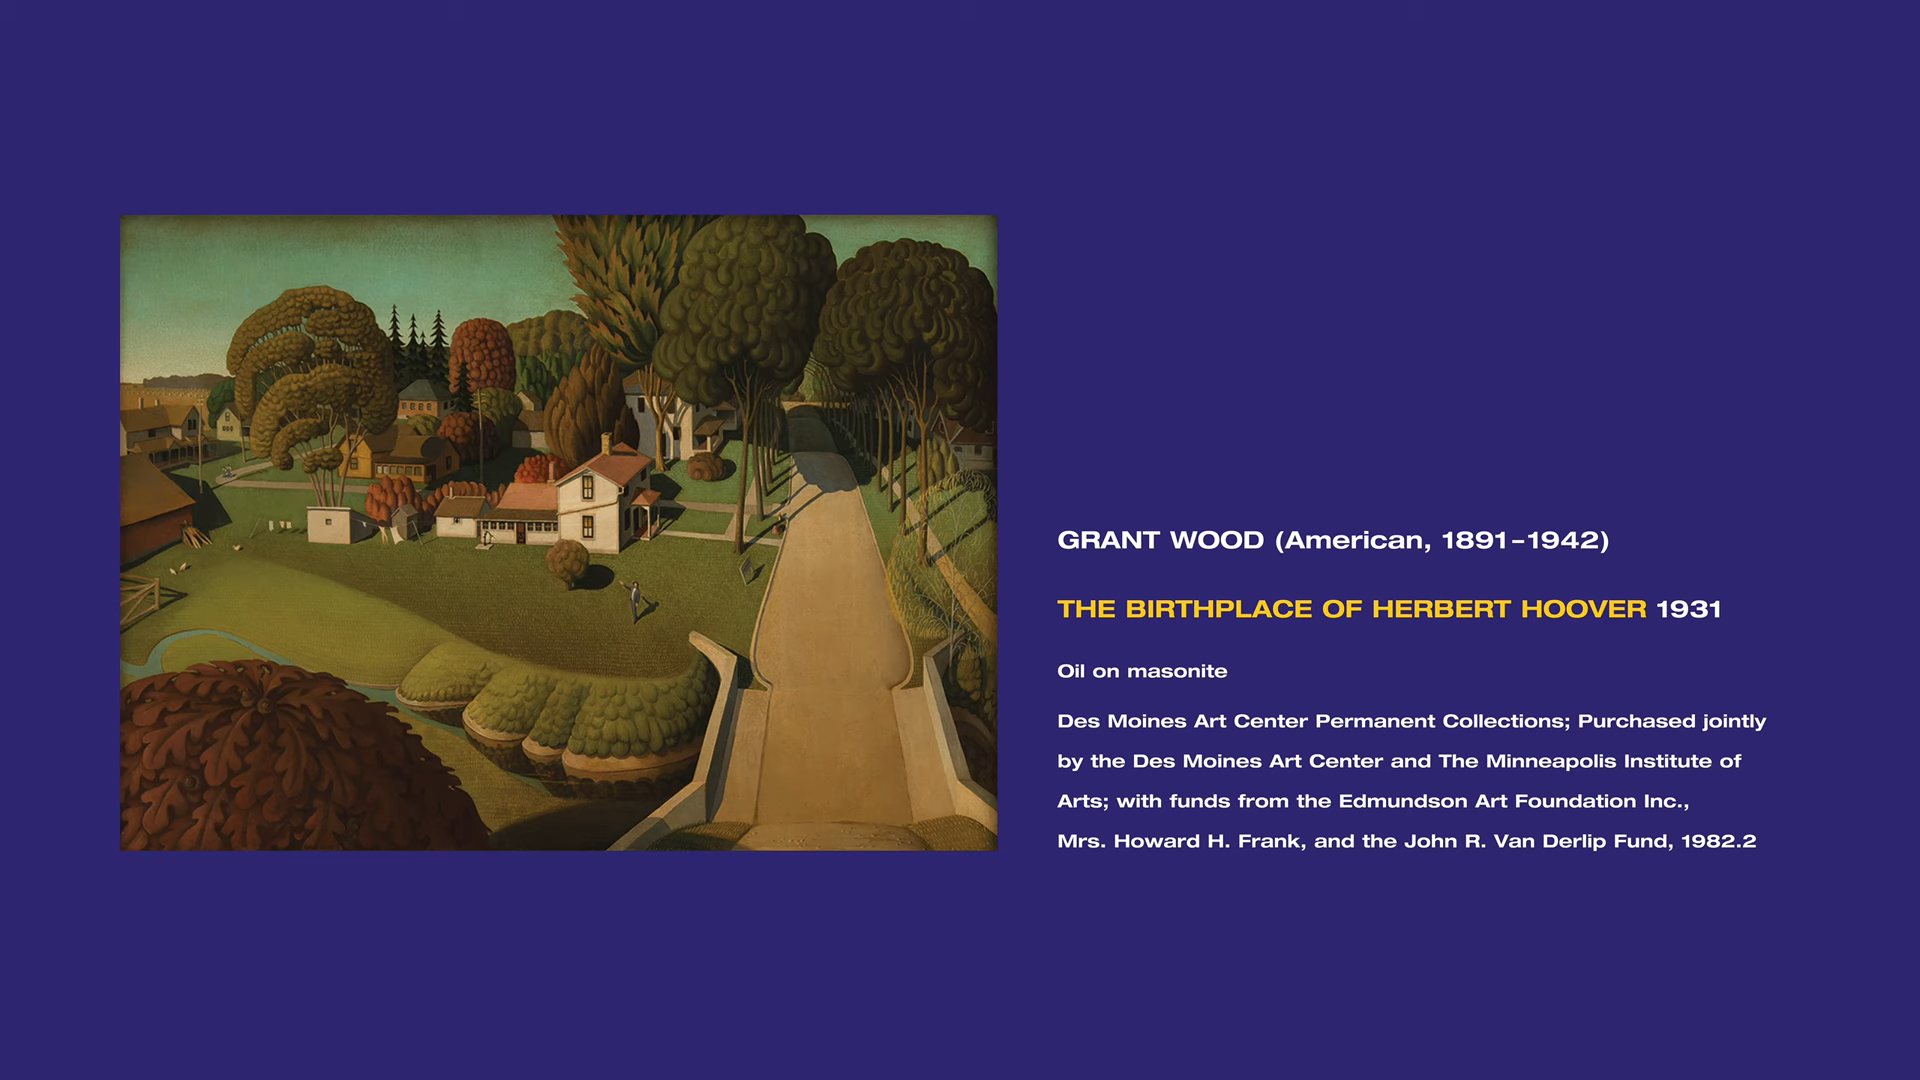 GRANT WOOD (American, 1891–1942)
THE BIRTHPLACE OF HERBERT HOOVER 1931
Oil on masonite
Des Moines Art Center Permanent Collections; Purchased jointly
by the Des Moines Art Center and The Minneapolis Institute of
Arts; with funds from the Edmundson Art Foundation Inc.,
Mrs. Howard H. Frank, and the John R. Van Derlip Fund, 1982.2